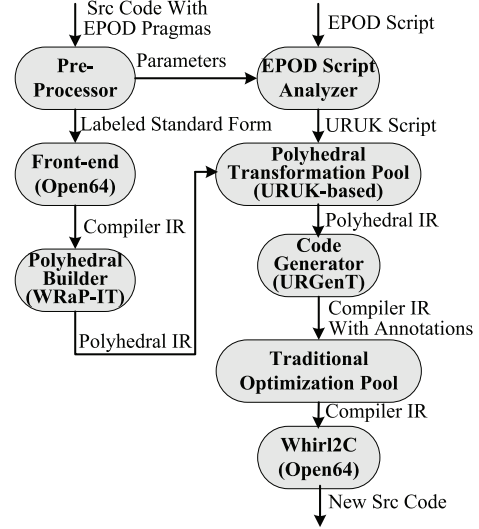 Src Code With
EPOD Pragmas
EPOD Script
Pre-
Processor
Parameters
EPOD Script
Analyzer
Labeled Standard Form
URUK Script
Front-end
(Open64)
Polyhedral
Transformation Pool
(URUK-based)
Compiler IR
Polyhedral IR
Polyhedral
Builder
(WRaP-IT)
Code
Generator
(URGenT)
Polyhedral IR
Compiler IR
With Annotations
Traditional
Optimization Pool
Compiler IR
Whirl2C
(Open64)
New Src Code